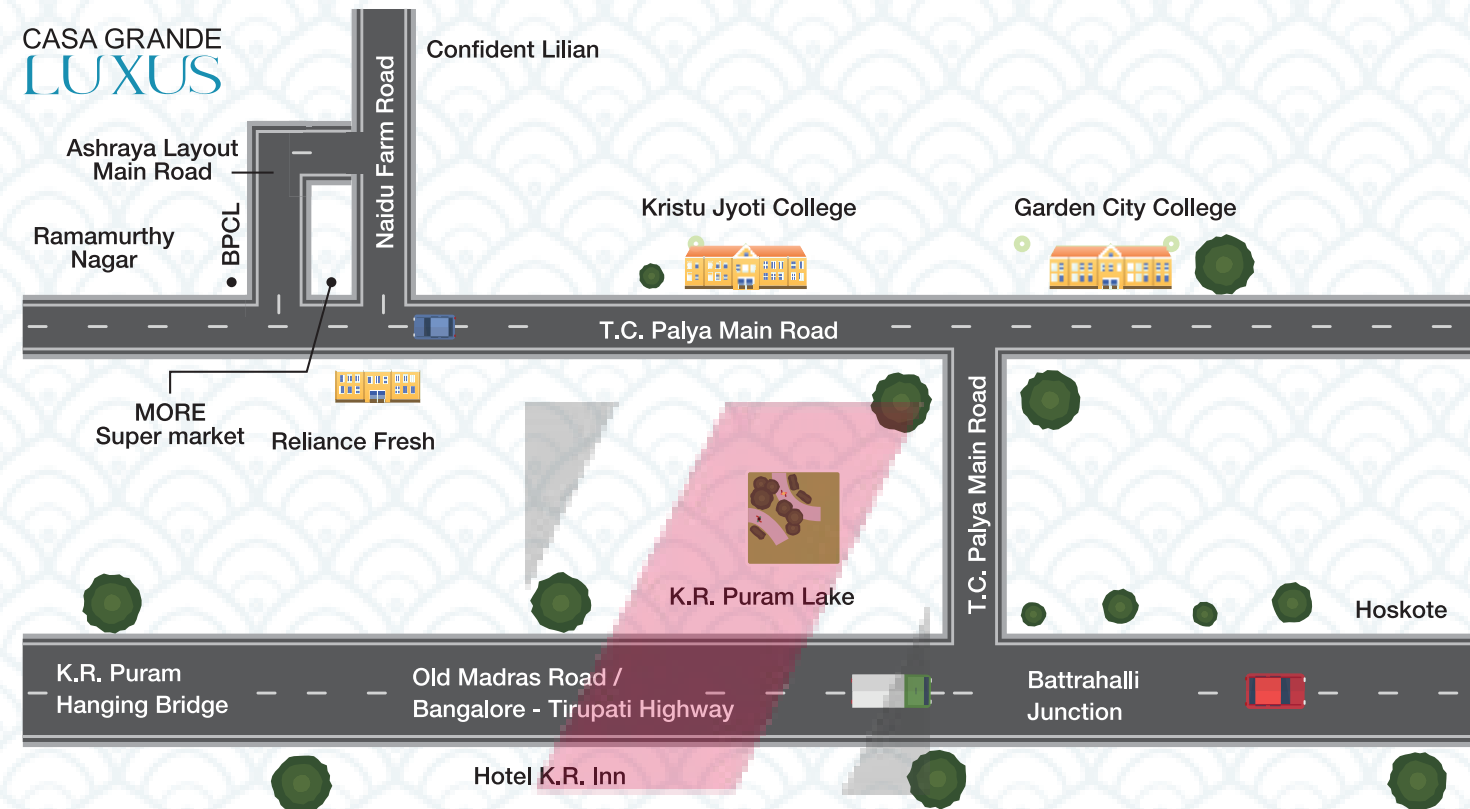 CASA GRANDE
LUXUS
Confident Lilian
Naidu Farm Road
Ashraya Layout
Main Road
BPCL
Ramamurthy
Nagar
Kristu Jyoti College
Garden City College
T.C. Palya Main Road
MORE
Super market
Reliance Fresh
T.C. Palya Main Road
K.R. Puram Lake
Hoskote
K.R. Puram
Hanging Bridge
Old Madras Road /
Bangalore - Tirupati Highway
Battrahalli
Junction
Hotel K.R. Inn